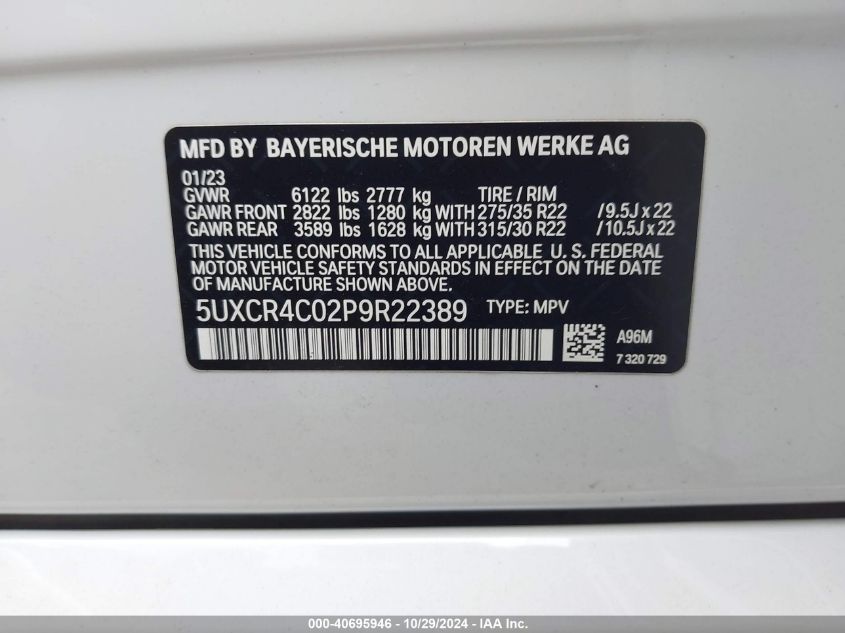 MFD BY BAYERISCHE MOTOREN WERKE AG
01/23
GVWR 6122 lbs 2777 kg TIRE / RIM
GAWR FRONT 2822 lbs 1280 kg WITH 275/35 R22 /9.5J x 22
GAWR REAR 3589 lbs 1628 kg WITH 315/30 R22 /10.5J x 22
THIS VEHICLE CONFORMS TO ALL APPLICABLE U. S. FEDERAL
MOTOR VEHICLE SAFETY STANDARDS IN EFFECT ON THE DATE
OF MANUFACTURE SHOWN ABOVE.
5UXCR4C02P9R22389 TYPE: MPV
A96M
7 320 729
000-40695946 - 10/29/2024 - IAA Inc.